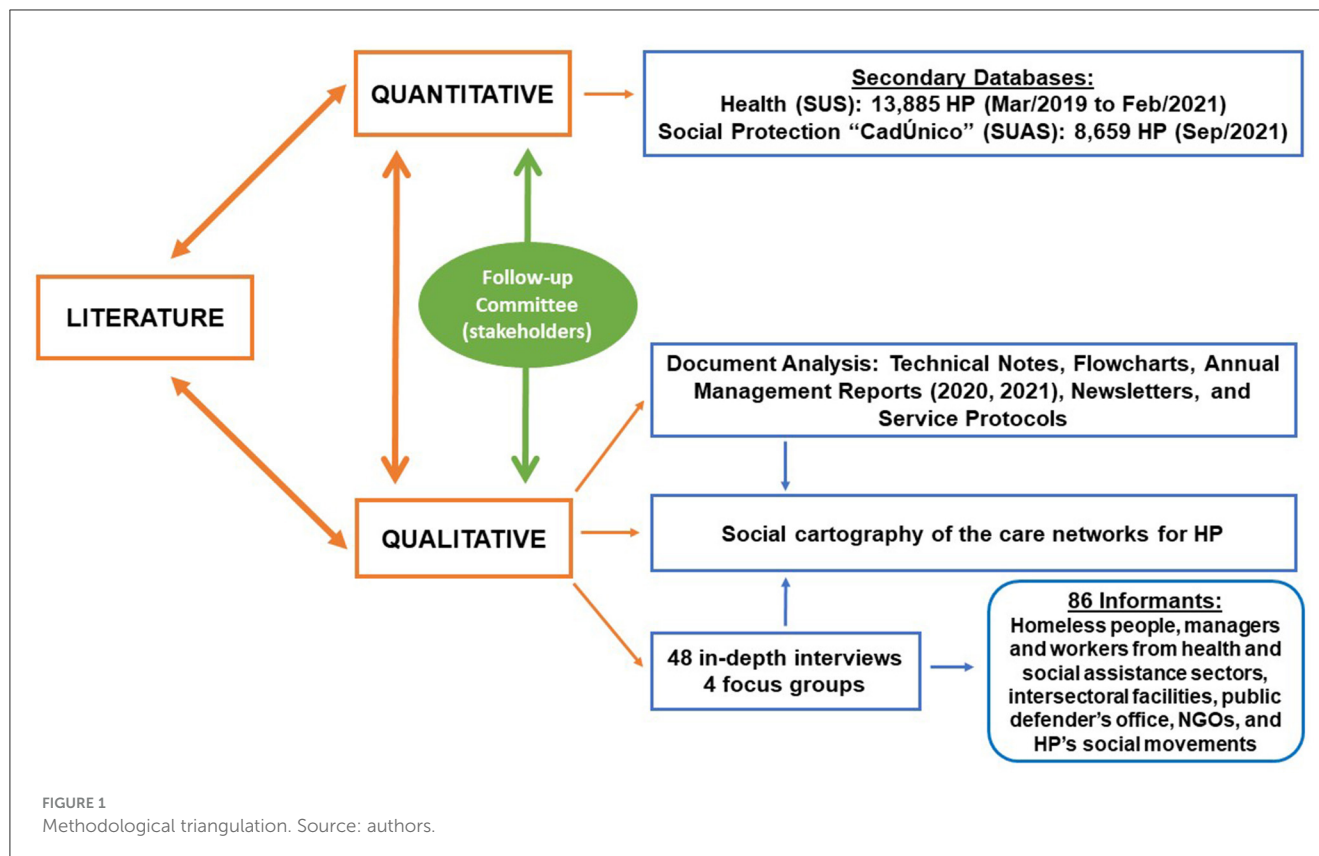 QUANTITATIVE
Secondary Databases:
Health (SUS): 13,885 HP (Mar/2019 to Feb/2021)
Social Protection “CadÚnico” (SUAS): 8,659 HP (Sep/2021)
LITERATURE
Follow-up
Committee
(stakeholders)
QUALITATIVE
Document Analysis: Technical Notes, Flowcharts, Annual
Management Reports (2020, 2021), Newsletters, and
Service Protocols
Social cartography of the care networks for HP
48 in-depth interviews
4 focus groups
86 Informants:
Homeless people, managers
and workers from health and
social assistance sectors,
intersectoral facilities, public
defender’s office, NGOs, and
HP’s social movements
FIGURE 1
Methodological triangulation. Source: authors.